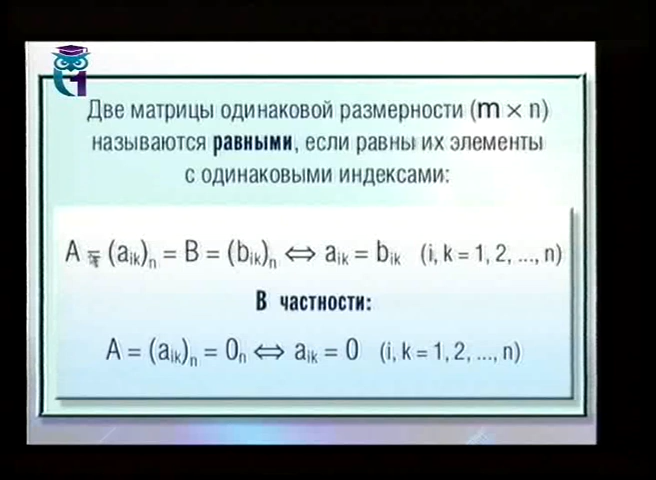 1
Две матрицы одинаковой размерности (m × n)
называются равными, если равны их элементы
с одинаковыми индексами:
A = (aᵢₖ)ₙ = B = (bᵢₖ)ₙ ⇔ aᵢₖ = bᵢₖ (i, k = 1, 2, ..., n)
В частности:
A = (aᵢₖ)ₙ = 0ₙ ⇔ aᵢₖ = 0 (i, k = 1, 2, ..., n)